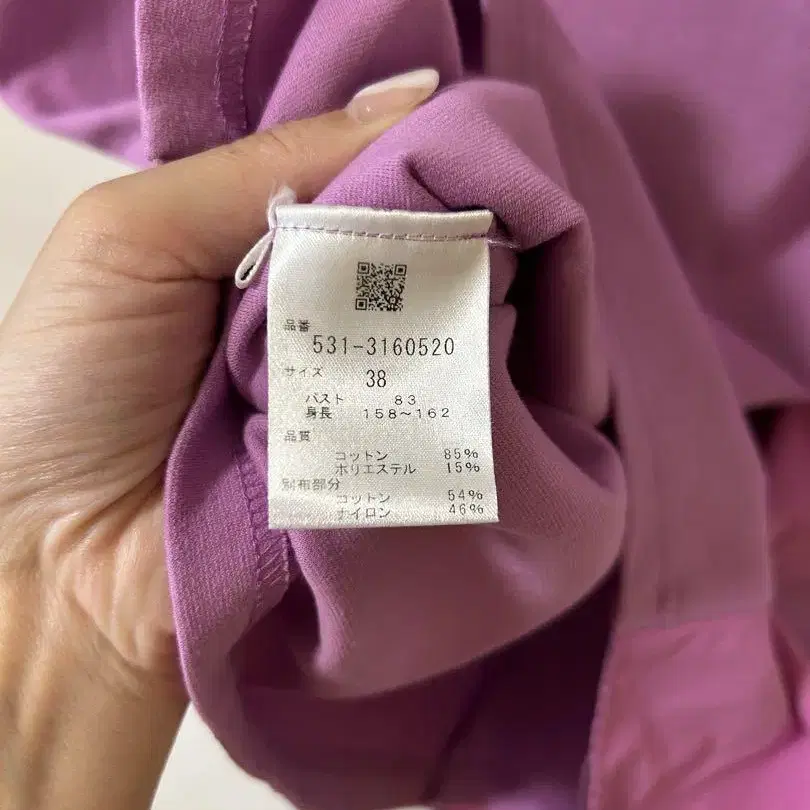 品番
531-3160520
サイズ
38
バスト 83
身長 158~162
品質
コットン 85%
ポリエステル 15%
別布部分
コットン 54%
ナイロン 46%